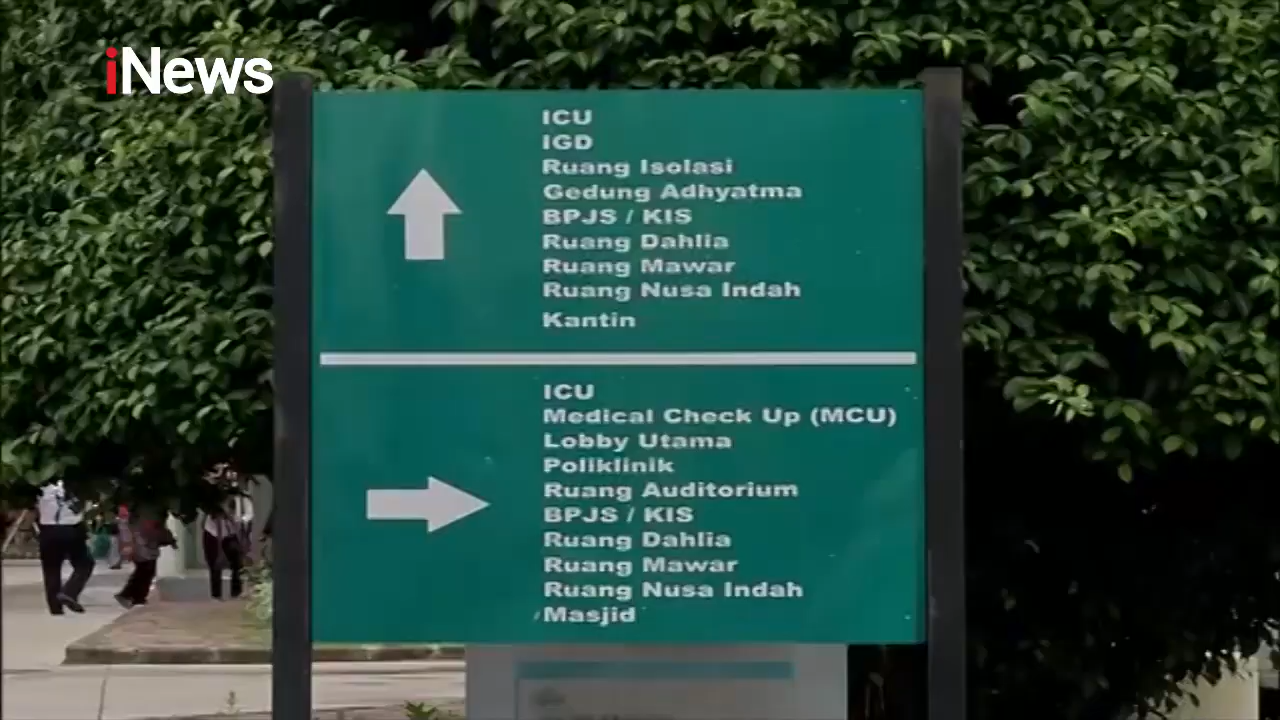 iNews
ICU
IGD
Ruang Isolasi
Gedung Adhyatma
BPJS / KIS
Ruang Dahlia
Ruang Mawar
Ruang Nusa Indah
Kantin
ICU
Medical Check Up (MCU)
Lobby Utama
Poliklinik
Ruang Auditorium
BPJS / KIS
Ruang Dahlia
Ruang Mawar
Ruang Nusa Indah
Masjid